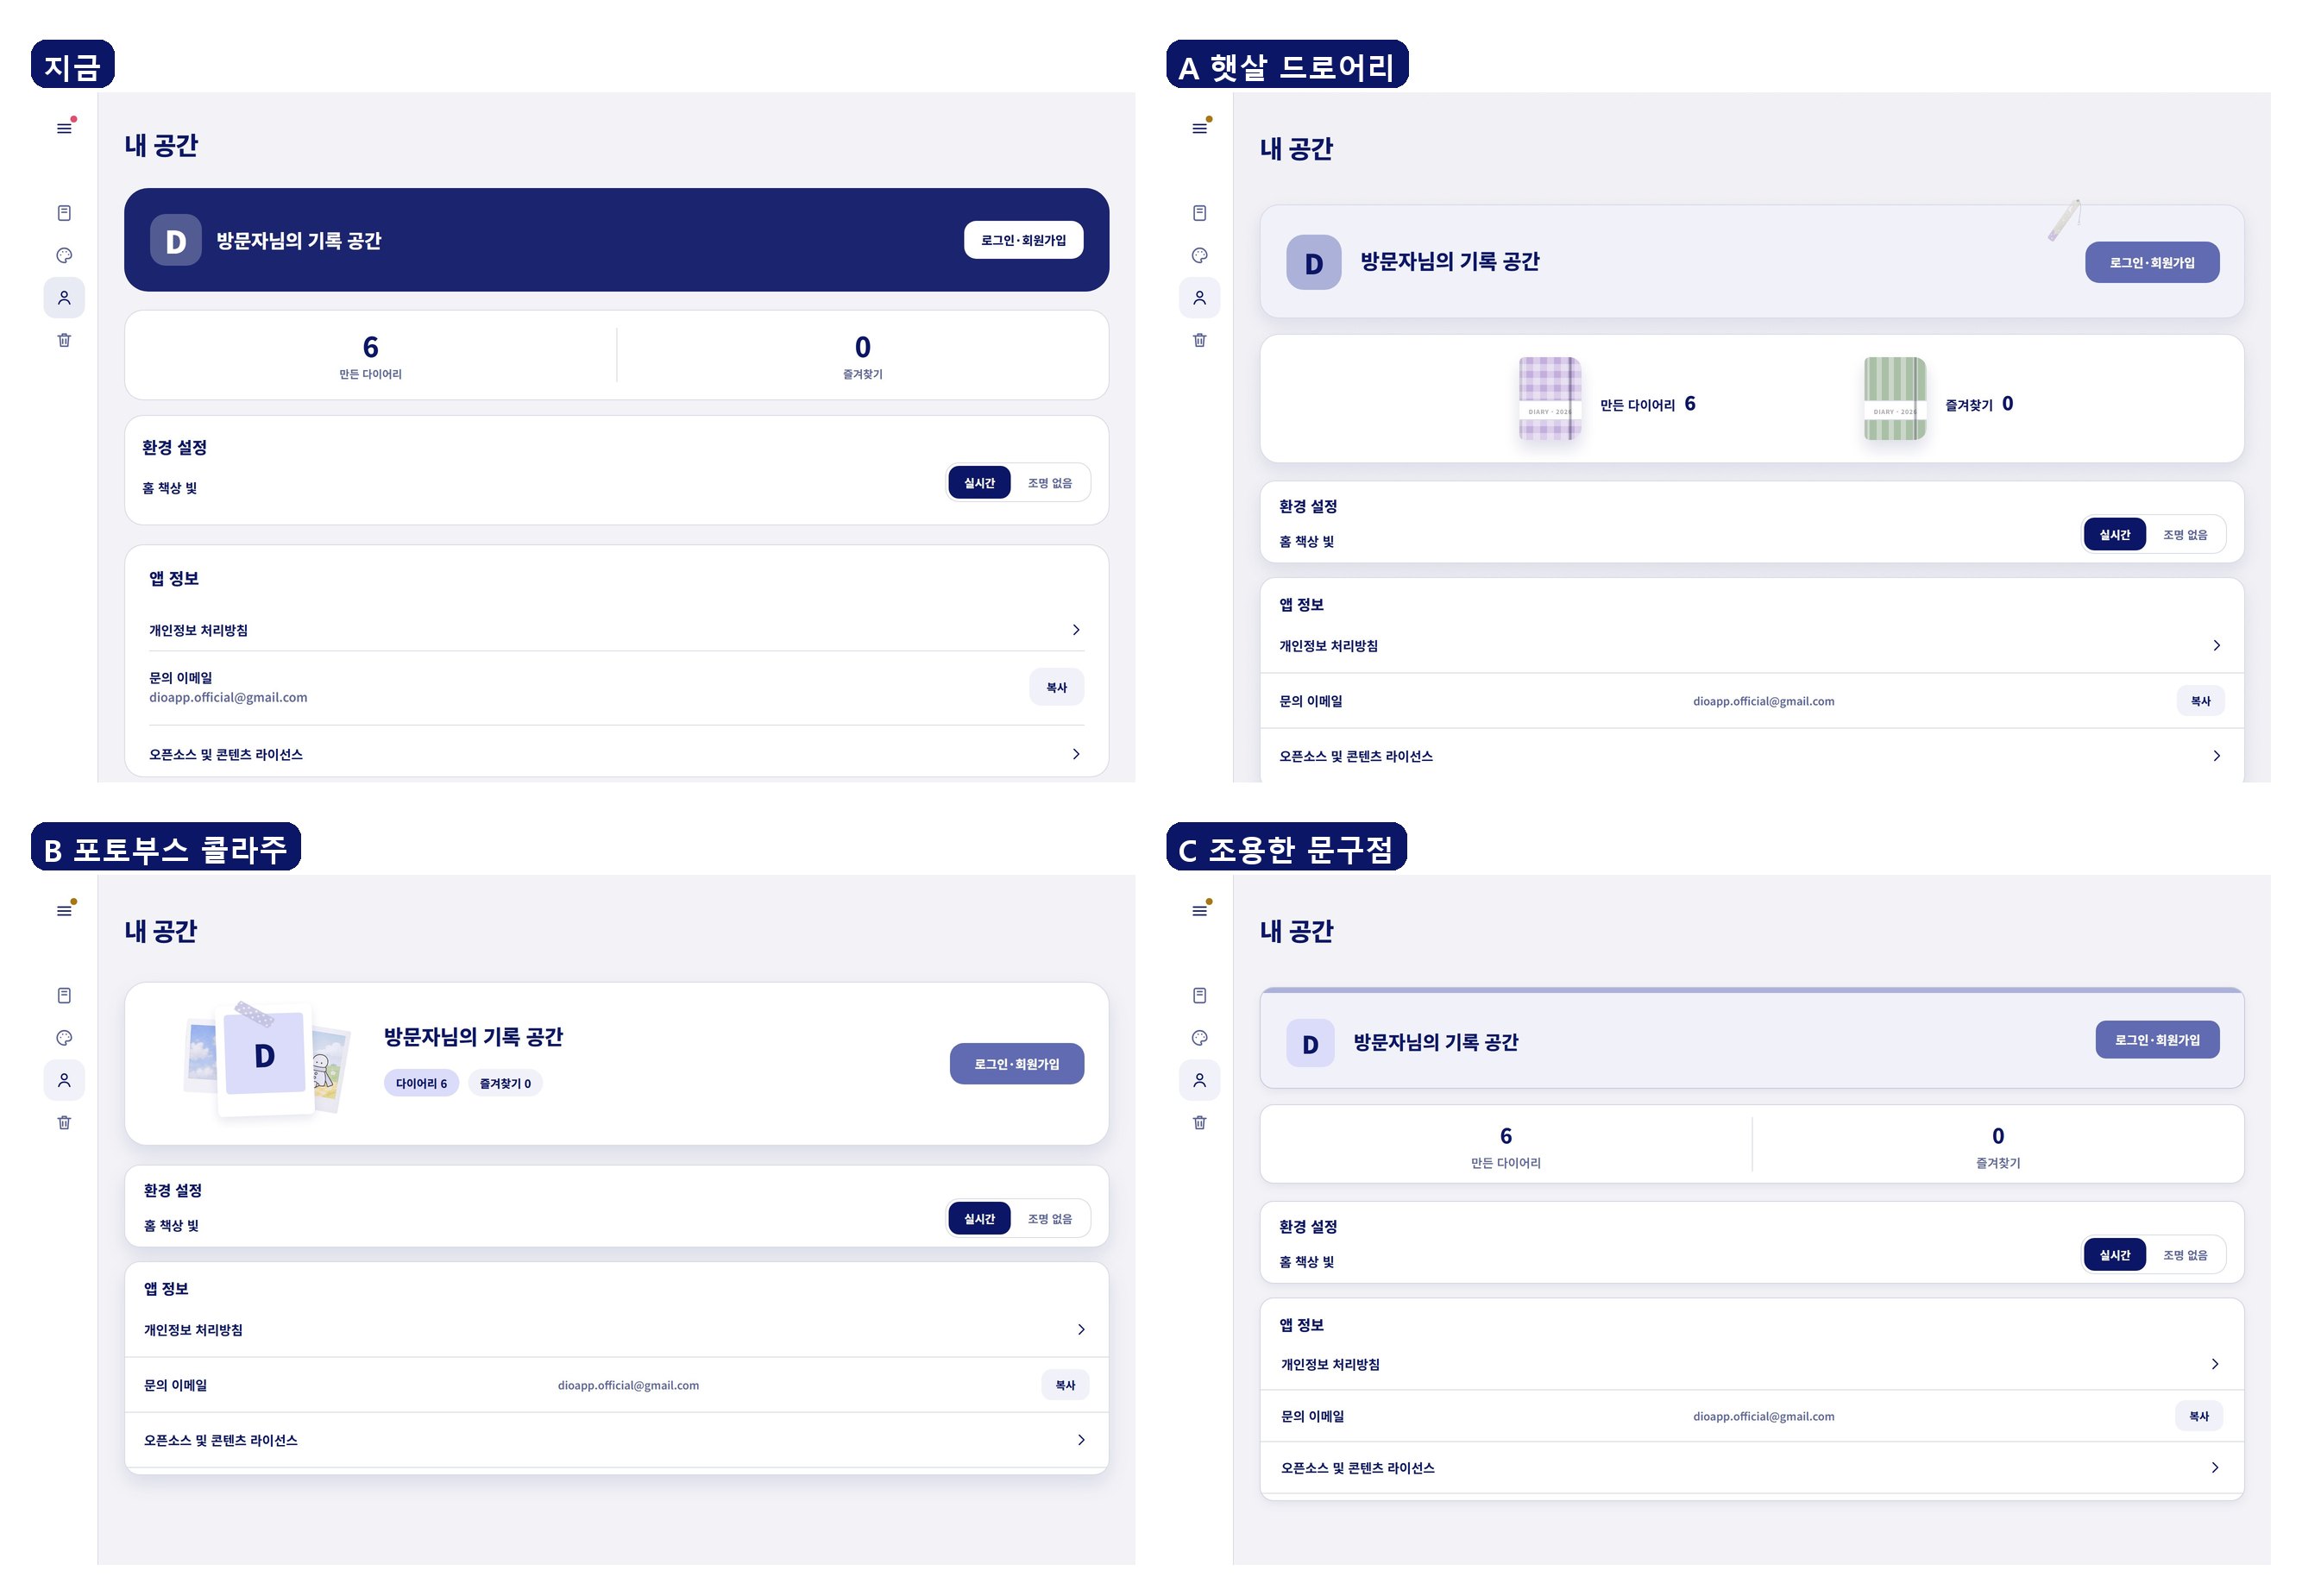 지금
내 공간
D 방문자님의 기록 공간 로그인·회원가입
6 0
만든 다이어리 즐겨찾기
환경 설정
홈 책상 빛 실시간 조명 없음
앱 정보
개인정보 처리방침
문의 이메일
dioapp.official@gmail.com
복사
오픈소스 및 콘텐츠 라이선스
A 햇살 드로어리
내 공간
D 방문자님의 기록 공간 로그인·회원가입
DIARY · 2026 만든 다이어리 6 DIARY · 2026 즐겨찾기 0
환경 설정
홈 책상 빛 실시간 조명 없음
앱 정보
개인정보 처리방침
문의 이메일 dioapp.official@gmail.com 복사
오픈소스 및 콘텐츠 라이선스
B 포토부스 콜라주
내 공간
D 방문자님의 기록 공간
다이어리 6 즐겨찾기 0
로그인·회원가입
환경 설정
홈 책상 빛 실시간 조명 없음
앱 정보
개인정보 처리방침
문의 이메일 dioapp.official@gmail.com 복사
오픈소스 및 콘텐츠 라이선스
C 조용한 문구점
내 공간
D 방문자님의 기록 공간 로그인·회원가입
6 0
만든 다이어리 즐겨찾기
환경 설정
홈 책상 빛 실시간 조명 없음
앱 정보
개인정보 처리방침
문의 이메일 dioapp.official@gmail.com 복사
오픈소스 및 콘텐츠 라이선스